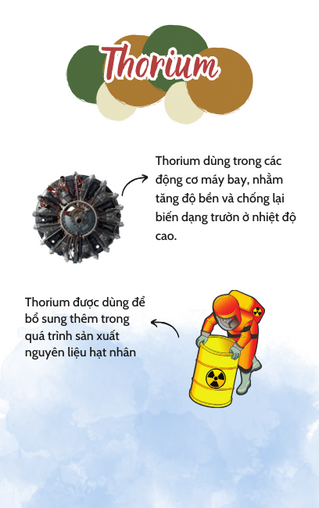 Thorium
Thorium dùng trong các
động cơ máy bay, nhằm
tăng độ bền và chống lại
biến dạng trườn ở nhiệt độ
cao.
Thorium được dùng để
bổ sung thêm trong
quá trình sản xuất
nguyên liệu hạt nhân